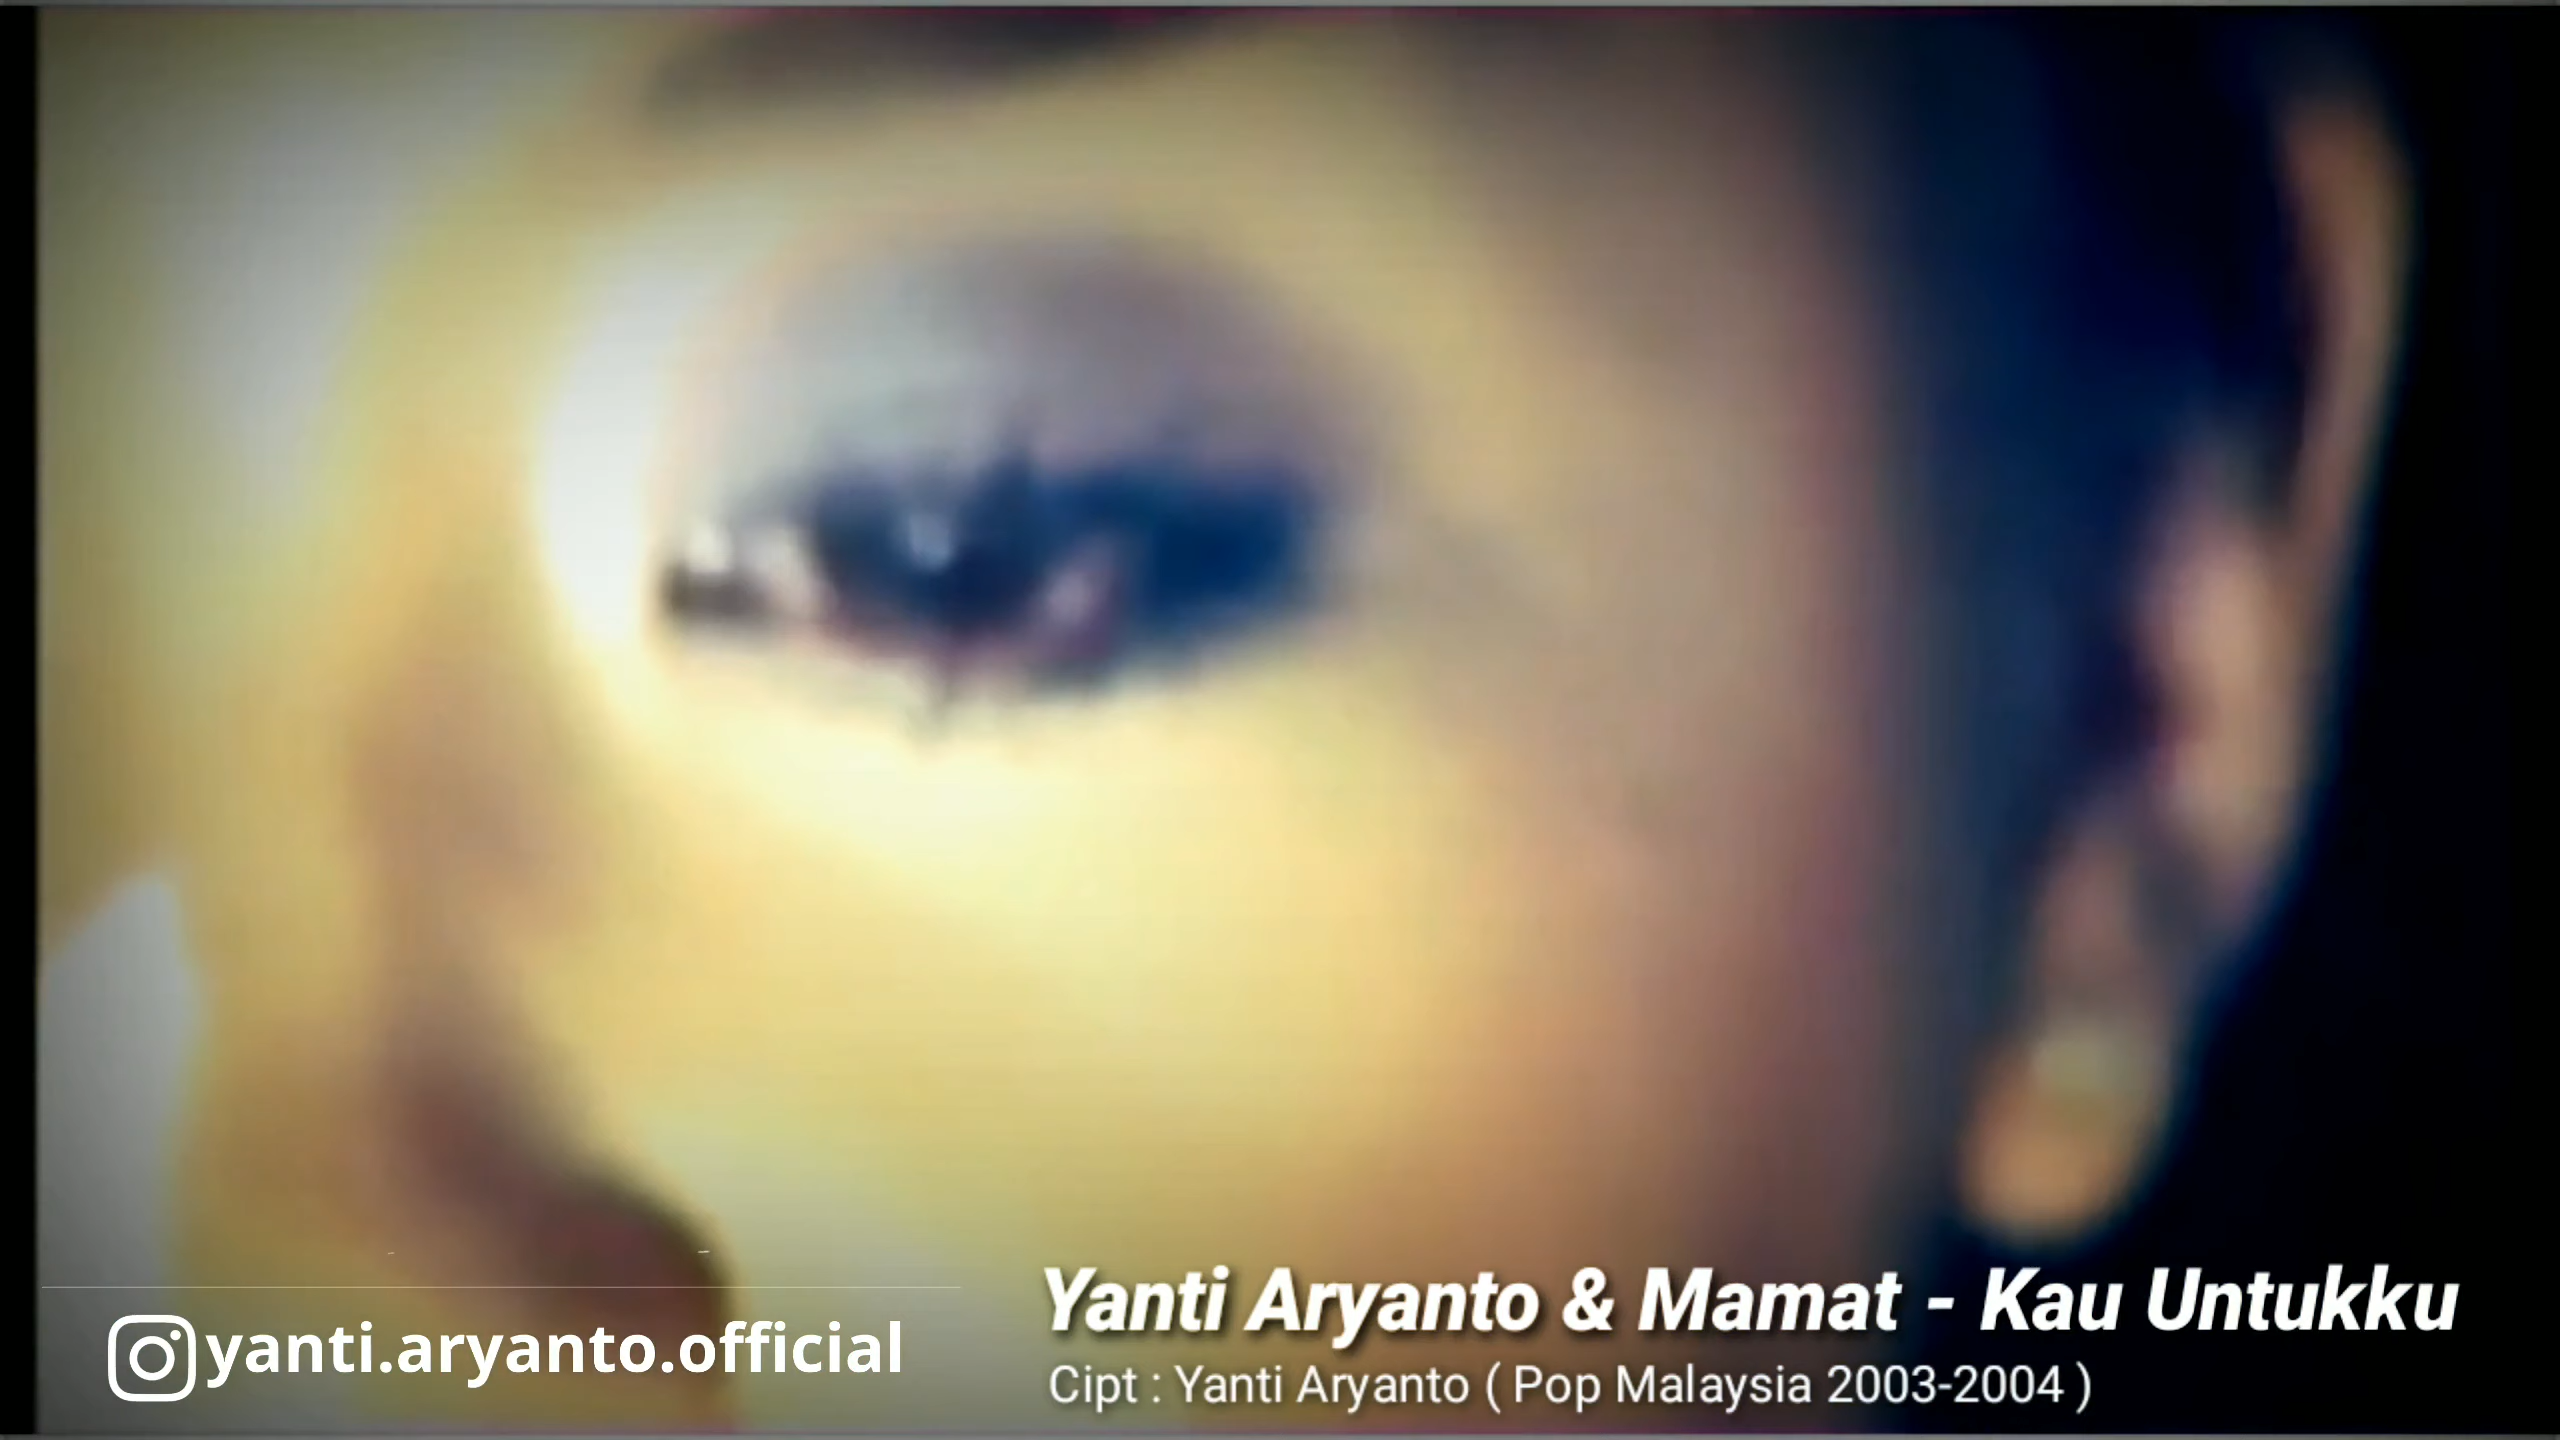 Yanti Aryanto & Mamat - Kau Untukku
yanti.aryanto.official
Cipt : Yanti Aryanto ( Pop Malaysia 2003-2004 )